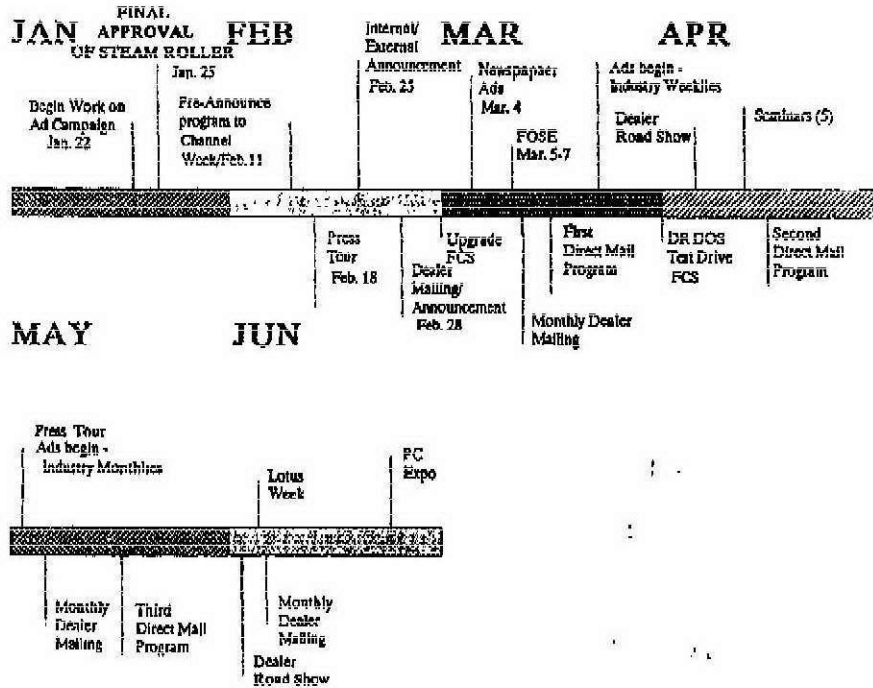 JAN
FINAL
APPROVAL
OF STEAM ROLLER
Jan. 25
FEB
Internal/
External
Announcement
Feb. 25
MAR
APR
Begin Work on
Ad Campaign
Jan. 22
Pre-Announce
program to
Channel
Week/Feb.11
Newspapaer
Ads
Mar. 4
FOSE
Mar. 5-7
Ads begin -
Industry Weeklies
Dealer
Road Show
Seminars (5)
Press
Tour
Feb. 18
Dealer
Mailing/
Announcement
Feb. 28
Upgrade
FCS
First
Direct Mail
Program
Monthly Dealer
Mailing
DR DOS
Test Drive
FCS
Second
Direct Mail
Program
MAY
JUN
Press Tour
Ads begin -
Industry Monthlies
Lotus
Week
PC
Expo
Monthly
Dealer
Mailing
Third
Direct Mail
Program
Monthly
Dealer
Mailing
Dealer
Road Show